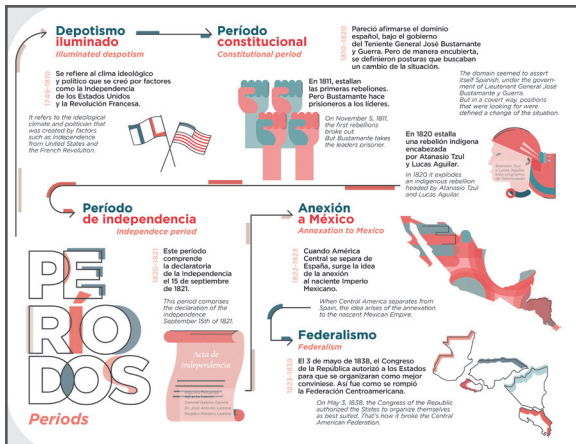 Depotismo
iluminado
Illuminated despotism
1749-1810
Se refiere al clima ideológico
y político que se creó por factores
como la Independencia
de los Estados Unidos
y la Revolución Francesa.
It refers to the ideological
climate and politician that
was created by factors
such as Independence
from United States and
the French Revolution.
Período
constitucional
Constitutional period
En 1811, estallan
las primeras rebeliones.
Pero Bustamante hace
prisioneros a los líderes.
On November 5, 1811,
the first rebellions
broke out.
But Bustamante takes
the leaders prisoner.
1810-1820
Pareció afirmarse el dominio
español, bajo el gobierno
del Teniente General José Bustamante
y Guerra. Pero de manera encubierta,
se definieron posturas que buscaban
un cambio de la situación.
The domain seemed to assert
itself Spanish, under the govern-
ment of Lieutenant General José
Bustamante y Guerra.
But in a covert way, positions
that were looking for were
defined a change of the situation.
En 1820 estalla
una rebelión indígena
encabezada
por Atanasio Tzul
y Lucas Aguilar.
In 1820 it explodes
an indigenous rebellion
headed by Atanasio Tzul
and Lucas Aguilar.
Atanasio Tzul
y Lucas Aguilar
Período
de independencia
Independece period
1820-1821
Este período
comprende
la declaratoria
de la Independencia
el 15 de septiembre
de 1821.
This period comprises
the declaration of the
independence
September 15th of 1821.
Acta de
Independencia
PE
RÍO
DOS
Periods
Anexión
a México
Annexation to Mexico
1822-1823
Cuando América
Central se separa de
España, surge la idea
de la anexión
al naciente Imperio
Mexicano.
When Central America separates from
Spain, the idea arises of the annexation
to the nascent Mexican Empire.
Federalismo
Federalism
1823-1839
El 3 de mayo de 1838, el Congreso
de la República autorizó a los Estados
para que se organizaran como mejor
conviniese. Así fue como se rompió
la Federación Centroamericana.
On May 3, 1838, the Congress of the Republic
authorized the States to organize themselves
as best suited. That's how it broke the Central
American Federation.